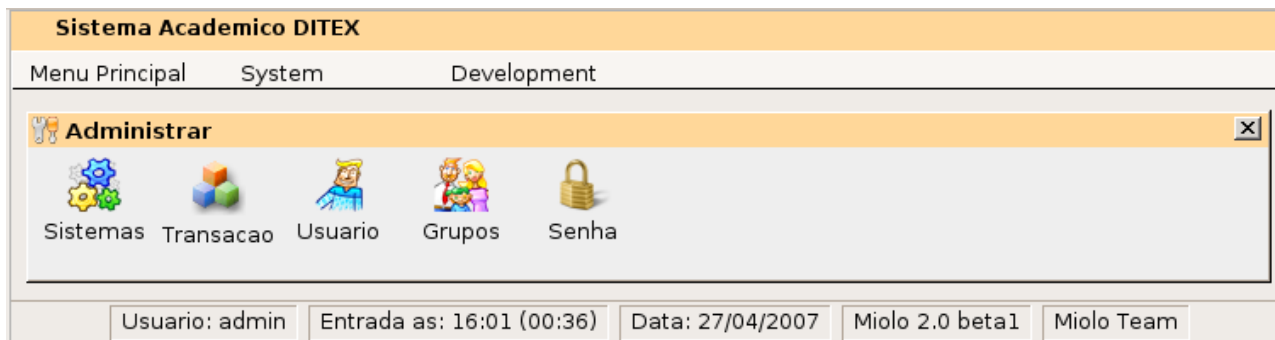 Sistema Academico DITEX
Menu Principal System Development
Administrar
Sistemas Transacao Usuario Grupos Senha
Usuario: admin Entrada as: 16:01 (00:36) Data: 27/04/2007 Miolo 2.0 beta1 Miolo Team